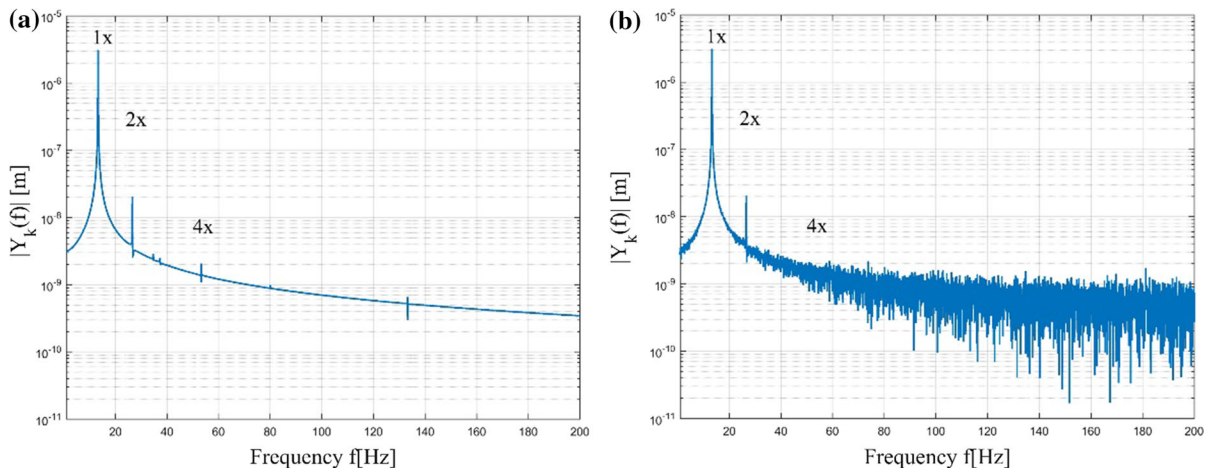 (a)
1x
2x
4x
10^-5
10^-6
10^-7
10^-8
10^-9
10^-10
10^-11
|Y_k(f)| [m]
20 40 60 80 100 120 140 160 180 200
Frequency f[Hz]
(b)
1x
2x
4x
10^-5
10^-6
10^-7
10^-8
10^-9
10^-10
10^-11
|Y_k(f)| [m]
20 40 60 80 100 120 140 160 180 200
Frequency f[Hz]